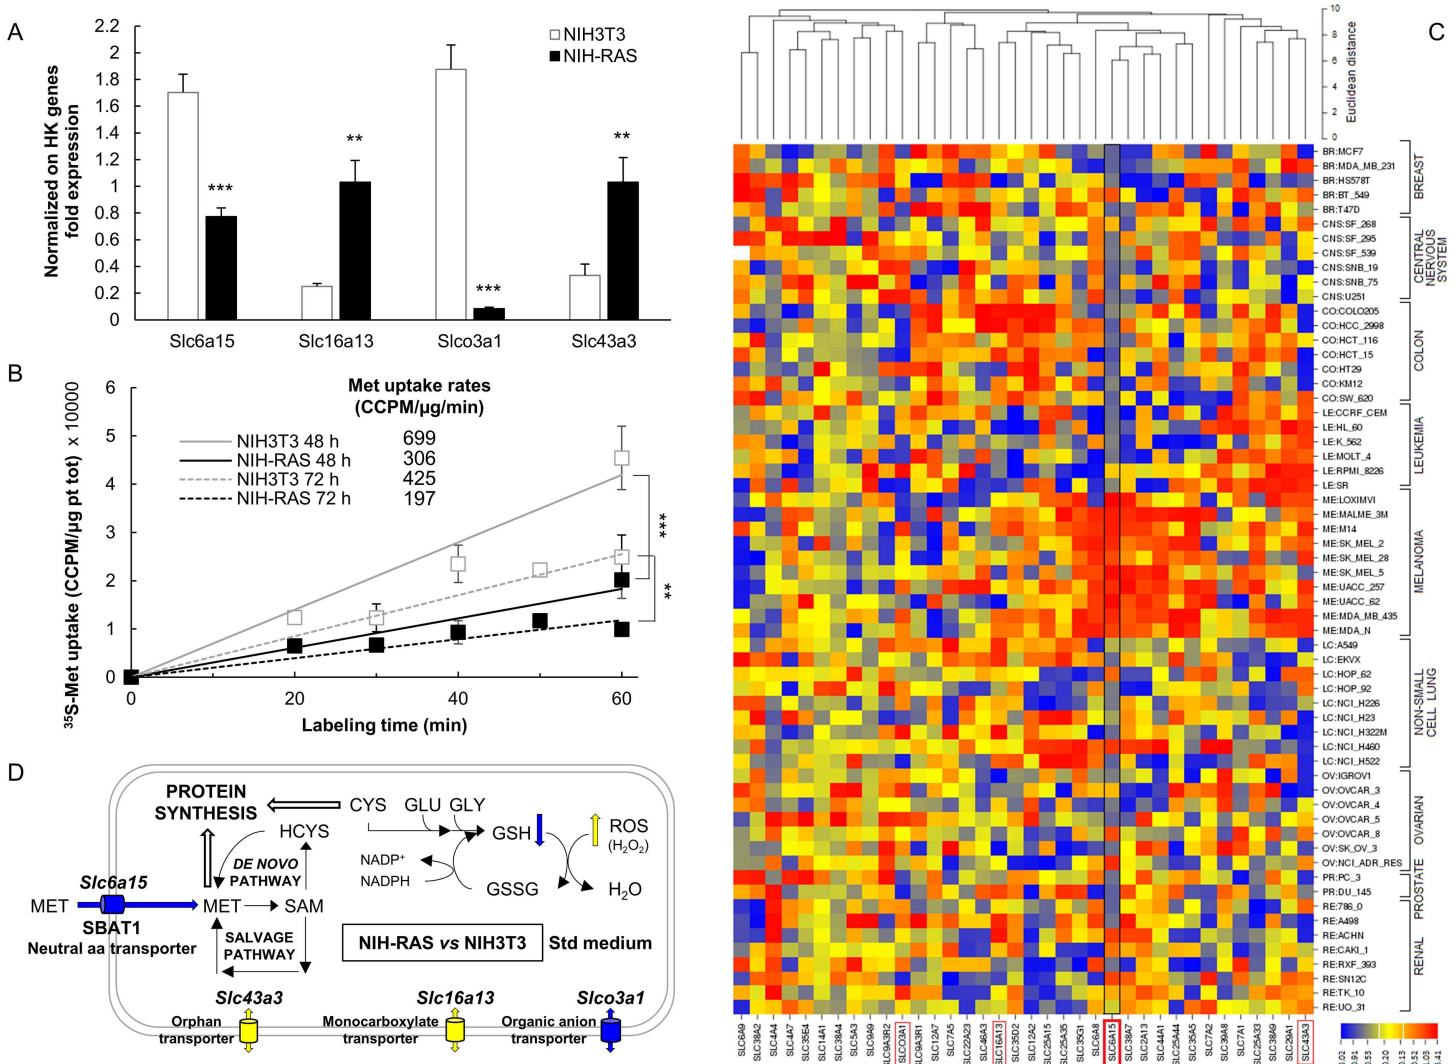 A
Normalized on HK genes
fold expression
2.2
2
1.8
1.6
1.4
1.2
1
0.8
0.6
0.4
0.2
0
NIH3T3
NIH-RAS
***
**
***
**
Slc6a15
Slc16a13
Slco3a1
Slc43a3
B
35S-Met uptake (CCPM/µg pt tot) x 10000
6
5
4
3
2
1
0
Met uptake rates
(CCPM/µg/min)
NIH3T3 48 h 699
NIH-RAS 48 h 306
NIH3T3 72 h 425
NIH-RAS 72 h 197
***
**
0
20
40
60
Labeling time (min)
D
PROTEIN
SYNTHESIS
CYS
GLU
GLY
HCYS
GSH
ROS
(H2O2)
DE NOVO
PATHWAY
NADP+
NADPH
GSSG
H2O
Slc6a15
MET
MET
SAM
SBAT1
Neutral aa transporter
SALVAGE
PATHWAY
NIH-RAS vs NIH3T3
Std medium
Slc43a3
Orphan
transporter
Slc16a13
Monocarboxylate
transporter
Slco3a1
Organic anion
transporter
C
10
8
6
4
2
0
Euclidean distance
BR:MCF7
BR:MDA_MB_231
BR:HS578T
BR:BT_549
BR:T47D
CNS:SF_268
CNS:SF_295
CNS:SF_539
CNS:SNB_19
CNS:SNB_75
CNS:U251
CO:COLO205
CO:HCC_2998
CO:HCT_116
CO:HCT_15
CO:HT29
CO:KM12
CO:SW_620
LE:CCRF_CEM
LE:HL_60
LE:K_562
LE:MOLT_4
LE:RPMI_8226
LE:SR
ME:LOXIMVI
ME:MALME_3M
ME:M14
ME:SK_MEL_2
ME:SK_MEL_28
ME:SK_MEL_5
ME:UACC_257
ME:UACC_62
ME:MDA_MB_435
ME:MDA_N
LC:A549
LC:EKVX
LC:HOP_62
LC:HOP_92
LC:NCI_H226
LC:NCI_H23
LC:NCI_H322M
LC:NCI_H460
LC:NCI_H522
OV:IGROV1
OV:OVCAR_3
OV:OVCAR_4
OV:OVCAR_5
OV:OVCAR_8
OV:SK_OV_3
OV:NCI_ADR_RES
PR:PC_3
PR:DU_145
RE:786_0
RE:A498
RE:ACHN
RE:CAKI_1
RE:RXF_393
RE:SN12C
RE:TK_10
RE:UO_31
BREAST
CENTRAL
NERVOUS
SYSTEM
COLON
LEUKEMIA
MELANOMA
NON-SMALL
CELL LUNG
OVARIAN
PROSTATE
RENAL
SLC6A9
SLC38A2
SLC4A4
SLC4A7
SLC35E4
SLC14A1
SLC38A4
SLC5A3
SLC9A9
SLC9A3R2
SLCO3A1
SLC9A3R1
SLC12A7
SLC7A5
SLC22A23
SLC46A3
SLC16A13
SLC35D2
SLC12A2
SLC25A15
SLC25A35
SLC35G1
SLC6A8
SLC6A15
SLC38A7
SLC2A13
SLC44A1
SLC25A44
SLC35A5
SLC7A2
SLC39A8
SLC7A1
SLC25A33
SLC38A9
SLC29A1
SLC43A3